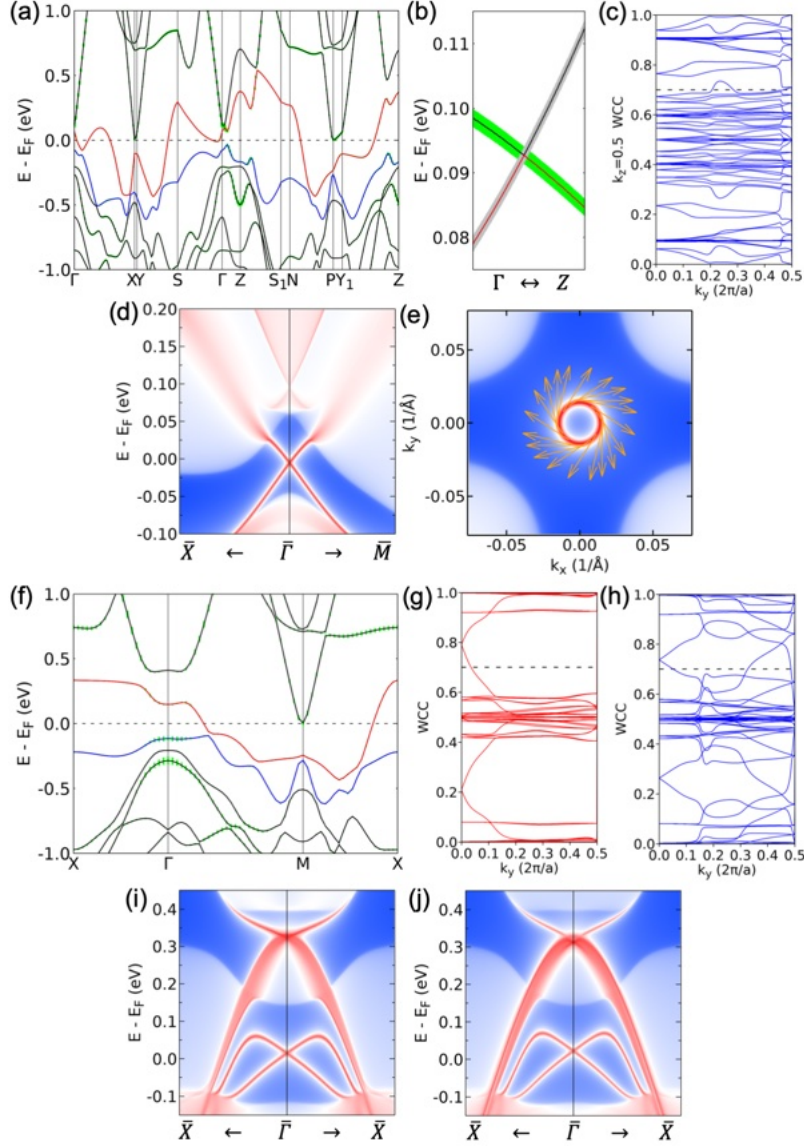 (a)
E - E_F (eV)
1.0
0.5
0.0
-0.5
-1.0
Γ XY S Γ Z S₁N PY₁ Z
(b)
E - E_F (eV)
0.11
0.10
0.09
0.08
Γ ↔ Z
(c)
k_z=0.5 WCC
1.0
0.8
0.6
0.4
0.2
0.0
0.0 0.1 0.2 0.3 0.4 0.5
k_y (2π/a)
(d)
E - E_F (eV)
0.20
0.15
0.10
0.05
0.00
-0.05
-0.10
X̄ ← Γ̄ → M̄
(e)
k_y (1/Å)
0.05
0.00
-0.05
-0.05 0.00 0.05
k_x (1/Å)
(f)
E - E_F (eV)
1.0
0.5
0.0
-0.5
-1.0
X Γ M X
(g)
WCC
1.0
0.8
0.6
0.4
0.2
0.0
0.0 0.1 0.2 0.3 0.4 0.5
k_y (2π/a)
(h)
WCC
1.0
0.8
0.6
0.4
0.2
0.0
0.0 0.1 0.2 0.3 0.4 0.5
k_y (2π/a)
(i)
E - E_F (eV)
0.4
0.3
0.2
0.1
0.0
-0.1
X̄ ← Γ̄ → X̄
(j)
E - E_F (eV)
0.4
0.3
0.2
0.1
0.0
-0.1
X̄ ← Γ̄ → X̄